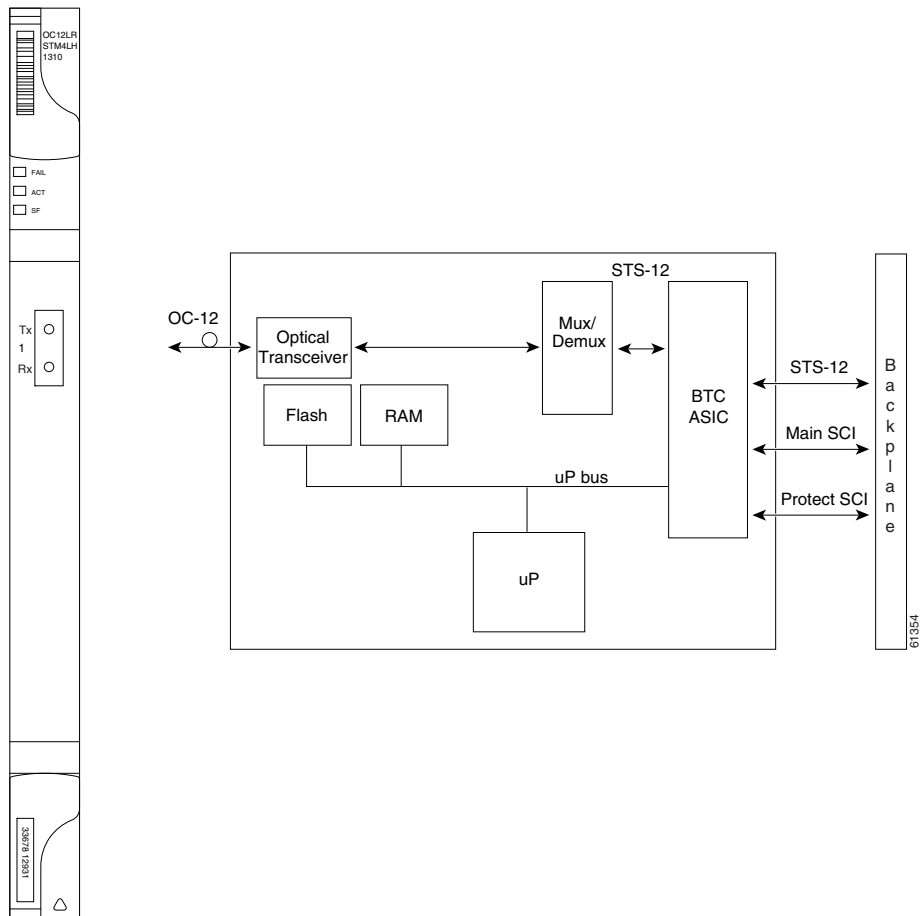 OC12LR
STM4LH
1310
FAIL
ACT
SF
Tx
1
Rx
33678 12931
OC-12
Optical
Transceiver
Flash
RAM
uP bus
uP
STS-12
Mux/
Demux
BTC
ASIC
STS-12
Main SCI
Protect SCI
Backplane
61354